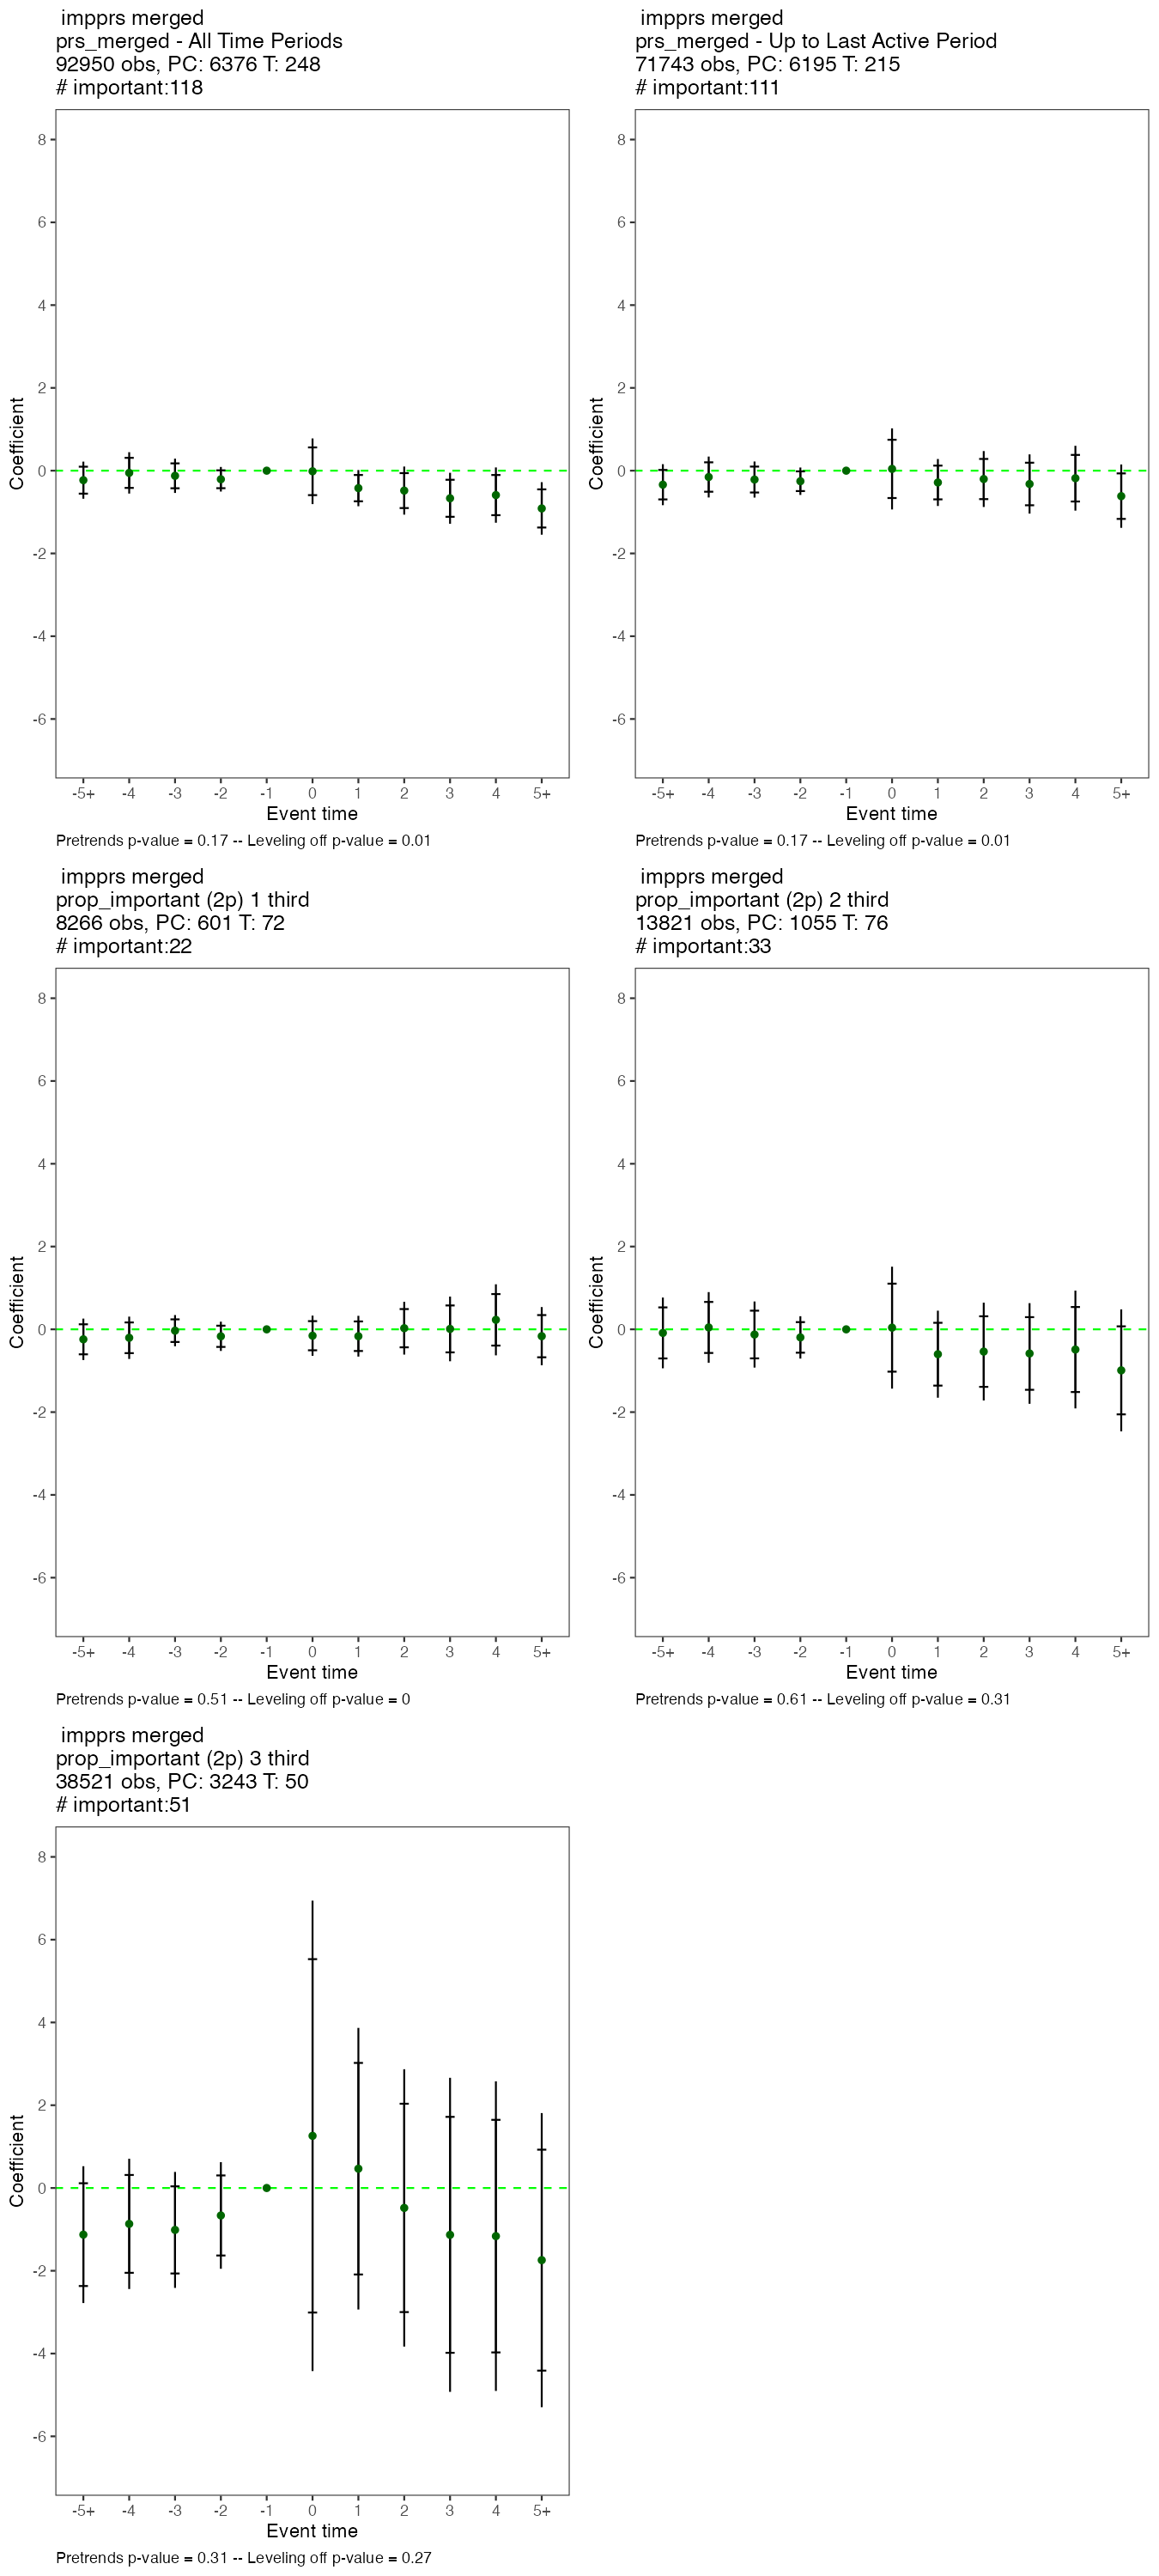 impprs merged
prs_merged - All Time Periods
92950 obs, PC: 6376 T: 248
# important:118
8
6
4
2
0
-2
-4
-6
Coefficient
-5+ -4 -3 -2 -1 0 1 2 3 4 5+
Event time
Pretrends p-value = 0.17 -- Leveling off p-value = 0.01
impprs merged
prs_merged - Up to Last Active Period
71743 obs, PC: 6195 T: 215
# important:111
8
6
4
2
0
-2
-4
-6
Coefficient
-5+ -4 -3 -2 -1 0 1 2 3 4 5+
Event time
Pretrends p-value = 0.17 -- Leveling off p-value = 0.01
impprs merged
prop_important (2p) 1 third
8266 obs, PC: 601 T: 72
# important:22
8
6
4
2
0
-2
-4
-6
Coefficient
-5+ -4 -3 -2 -1 0 1 2 3 4 5+
Event time
Pretrends p-value = 0.51 -- Leveling off p-value = 0
impprs merged
prop_important (2p) 2 third
13821 obs, PC: 1055 T: 76
# important:33
8
6
4
2
0
-2
-4
-6
Coefficient
-5+ -4 -3 -2 -1 0 1 2 3 4 5+
Event time
Pretrends p-value = 0.61 -- Leveling off p-value = 0.31
impprs merged
prop_important (2p) 3 third
38521 obs, PC: 3243 T: 50
# important:51
8
6
4
2
0
-2
-4
-6
Coefficient
-5+ -4 -3 -2 -1 0 1 2 3 4 5+
Event time
Pretrends p-value = 0.31 -- Leveling off p-value = 0.27